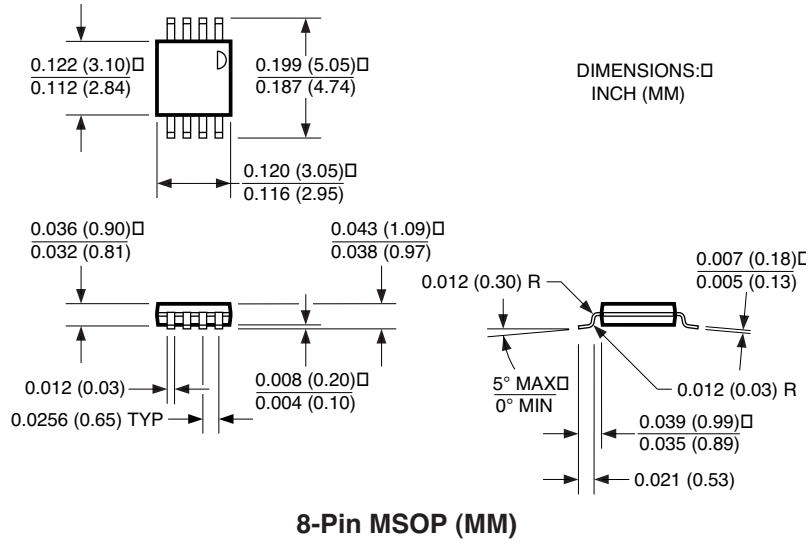 0.122 (3.10)□
0.112 (2.84)
0.199 (5.05)□
0.187 (4.74)
DIMENSIONS:□
INCH (MM)
0.120 (3.05)□
0.116 (2.95)
0.036 (0.90)□
0.032 (0.81)
0.043 (1.09)□
0.038 (0.97)
0.007 (0.18)□
0.005 (0.13)
0.012 (0.30) R
0.012 (0.03)
0.008 (0.20)□
0.004 (0.10)
5° MAX□
0° MIN
0.012 (0.03) R
0.0256 (0.65) TYP
0.039 (0.99)□
0.035 (0.89)
0.021 (0.53)
8-Pin MSOP (MM)